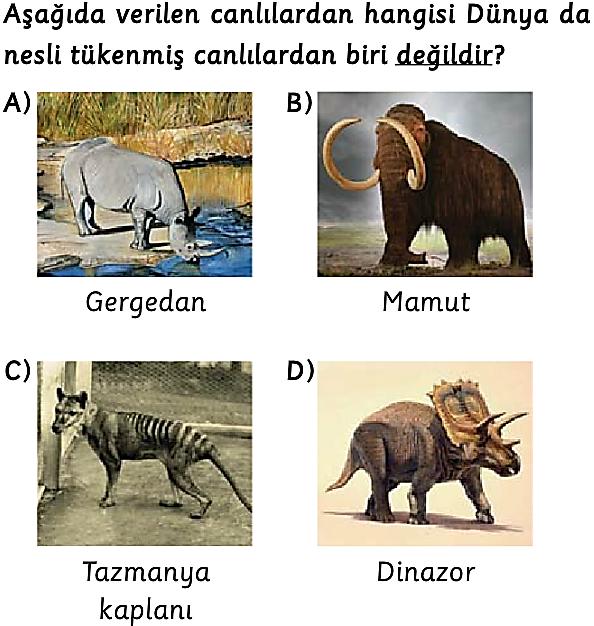 Aşağıda verilen canlılardan hangisi Dünya da
nesli tükenmiş canlılardan biri değildir?
A)
B)
Gergedan
Mamut
C)
D)
Tazmanya
kaplanı
Dinazor